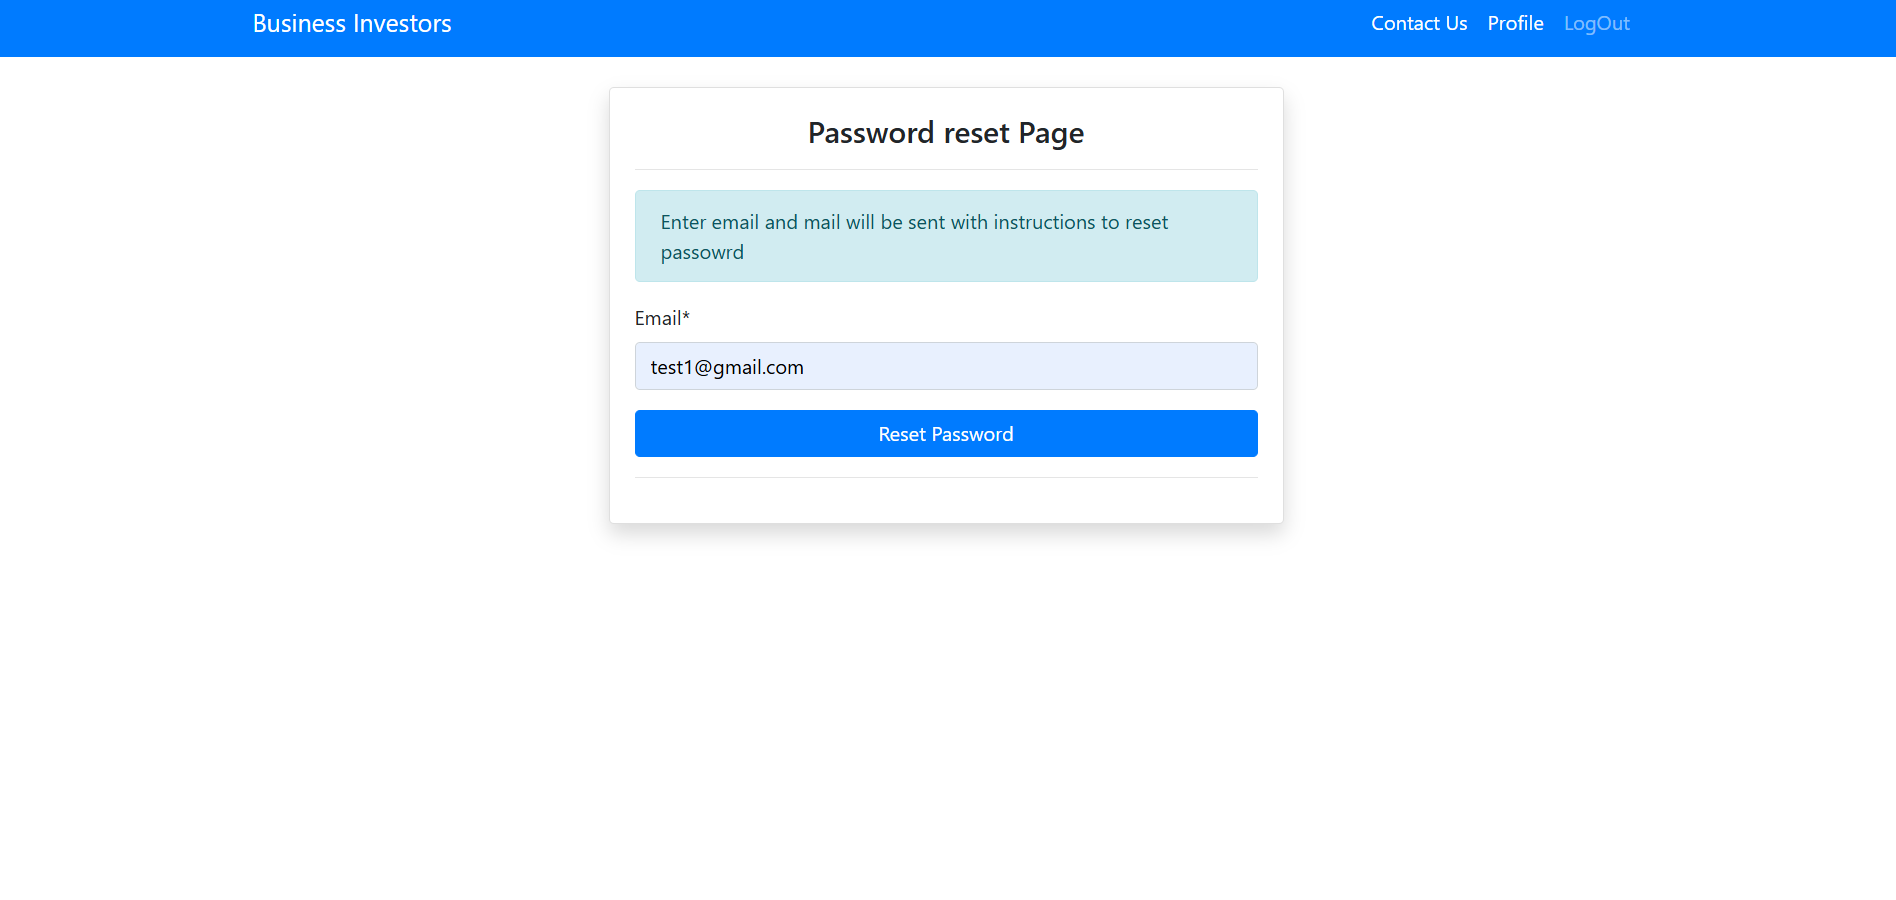 Business Investors
Contact Us Profile LogOut
Password reset Page
Enter email and mail will be sent with instructions to reset
passowrd
Email*
test1@gmail.com
Reset Password